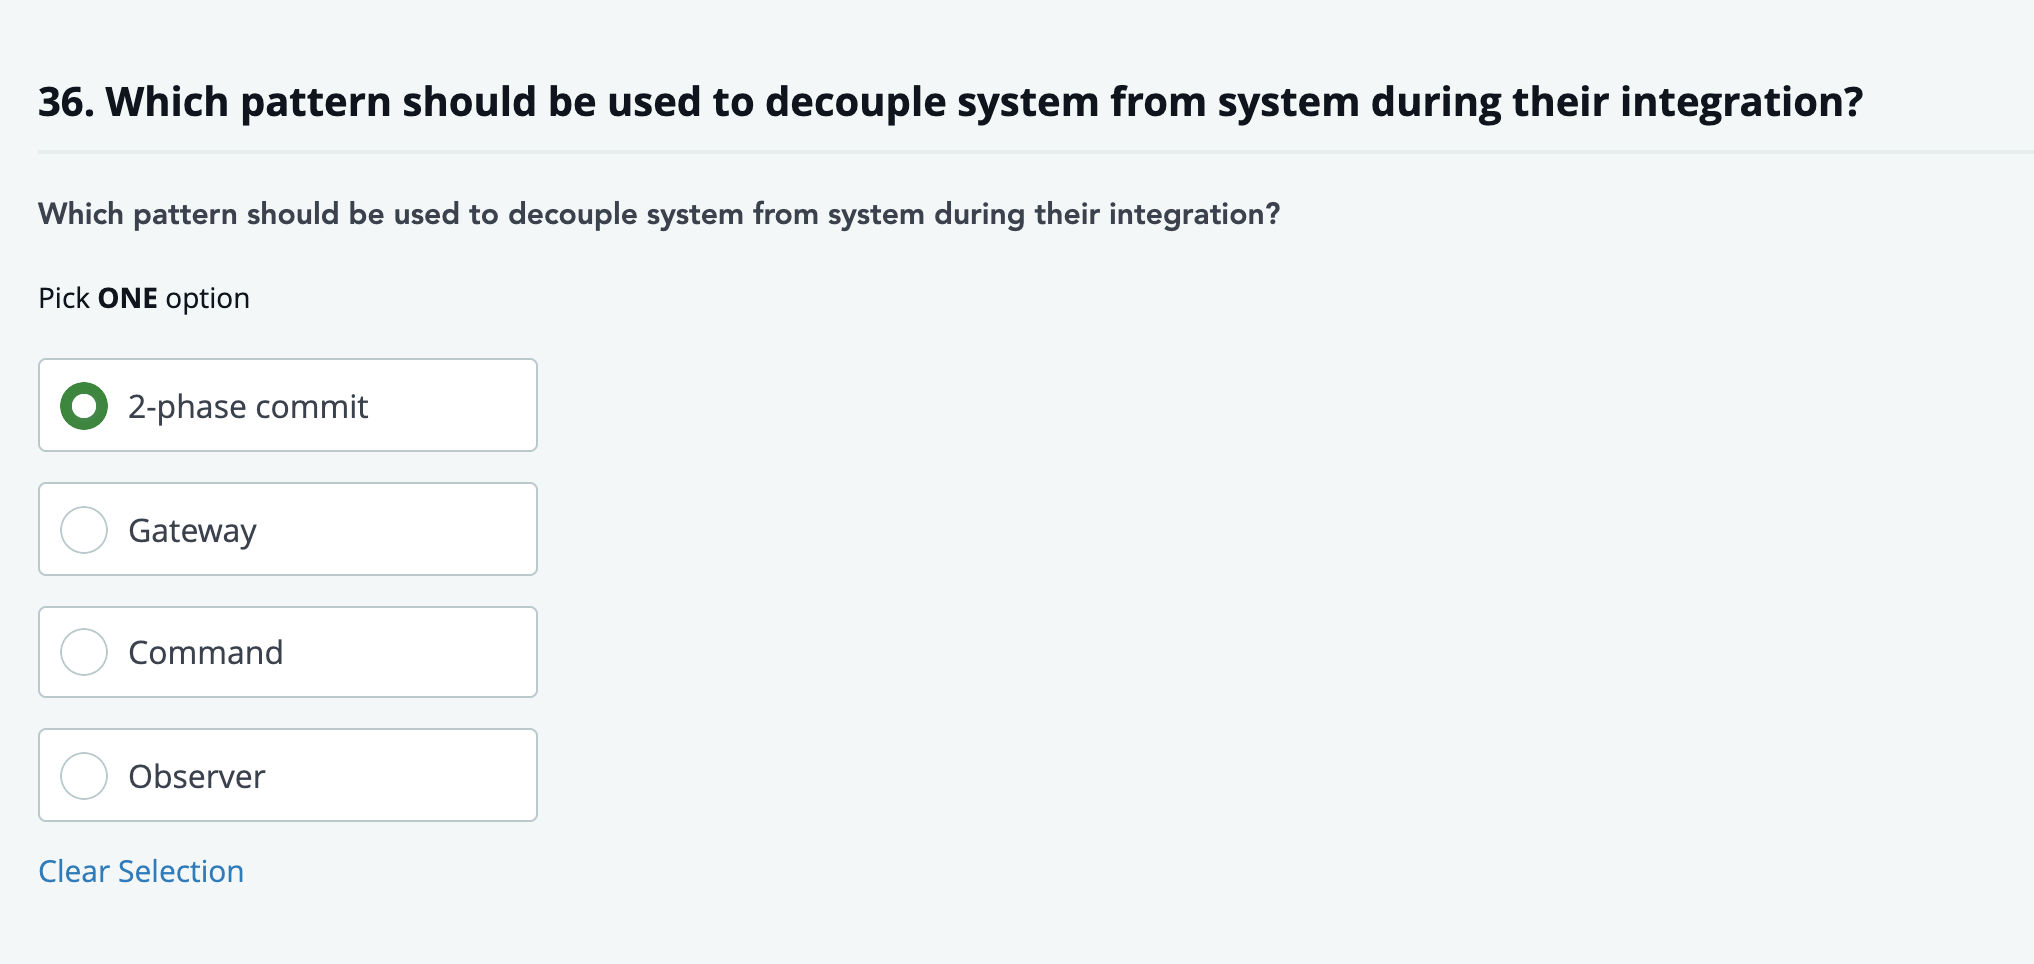 36. Which pattern should be used to decouple system from system during their integration?
Which pattern should be used to decouple system from system during their integration?
Pick ONE option
2-phase commit
Gateway
Command
Observer
Clear Selection